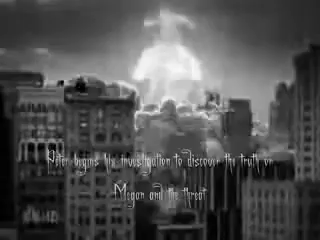 Peter begins his investigation to discover the truth on
Megan and the threat